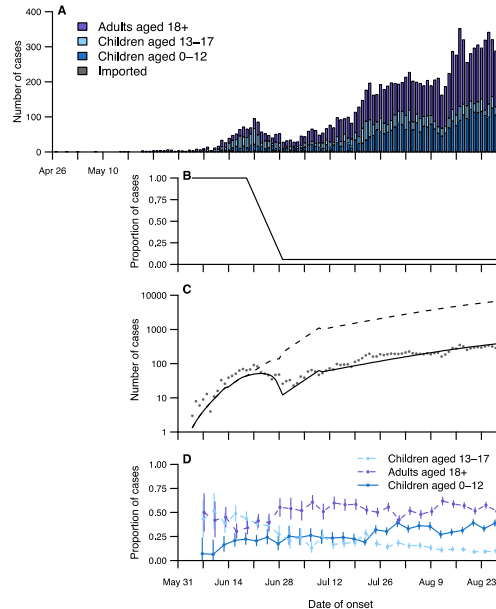 A
Number of cases
400
300
200
100
0
Adults aged 18+
Children aged 13–17
Children aged 0–12
Imported
Apr 26
May 10
B
Proportion of cases
1.00
0.75
0.50
0.25
0.00
C
Number of cases
10000
1000
100
10
1
D
Proportion of cases
1.00
0.75
0.50
0.25
0.00
Children aged 13–17
Adults aged 18+
Children aged 0–12
May 31
Jun 14
Jun 28
Jul 12
Jul 26
Aug 9
Aug 23
Date of onset